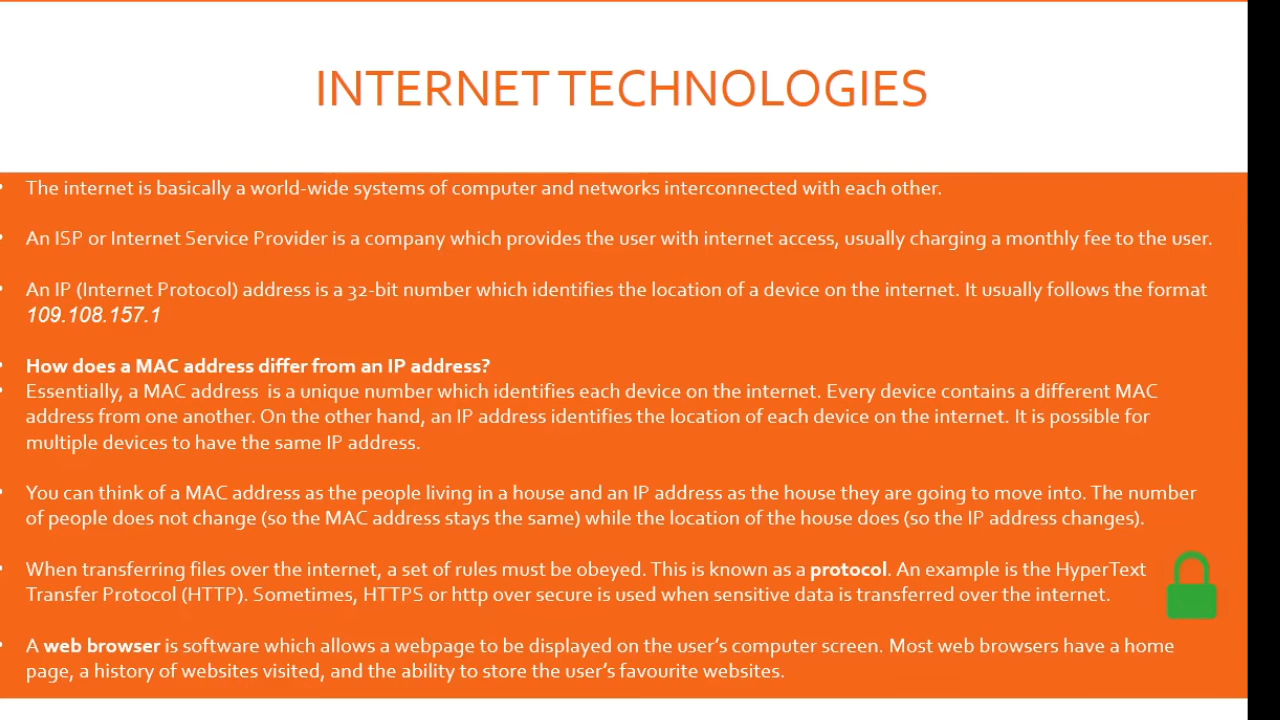 INTERNET TECHNOLOGIES
• The internet is basically a world-wide systems of computer and networks interconnected with each other.
• An ISP or Internet Service Provider is a company which provides the user with internet access, usually charging a monthly fee to the user.
• An IP (Internet Protocol) address is a 32-bit number which identifies the location of a device on the internet. It usually follows the format
109.108.157.1
• How does a MAC address differ from an IP address?
• Essentially, a MAC address  is a unique number which identifies each device on the internet. Every device contains a different MAC
address from one another. On the other hand, an IP address identifies the location of each device on the internet. It is possible for
multiple devices to have the same IP address.
• You can think of a MAC address as the people living in a house and an IP address as the house they are going to move into. The number
of people does not change (so the MAC address stays the same) while the location of the house does (so the IP address changes).
• When transferring files over the internet, a set of rules must be obeyed. This is known as a protocol. An example is the HyperText
Transfer Protocol (HTTP). Sometimes, HTTPS or http over secure is used when sensitive data is transferred over the internet.
• A web browser is software which allows a webpage to be displayed on the user’s computer screen. Most web browsers have a home
page, a history of websites visited, and the ability to store the user’s favourite websites.